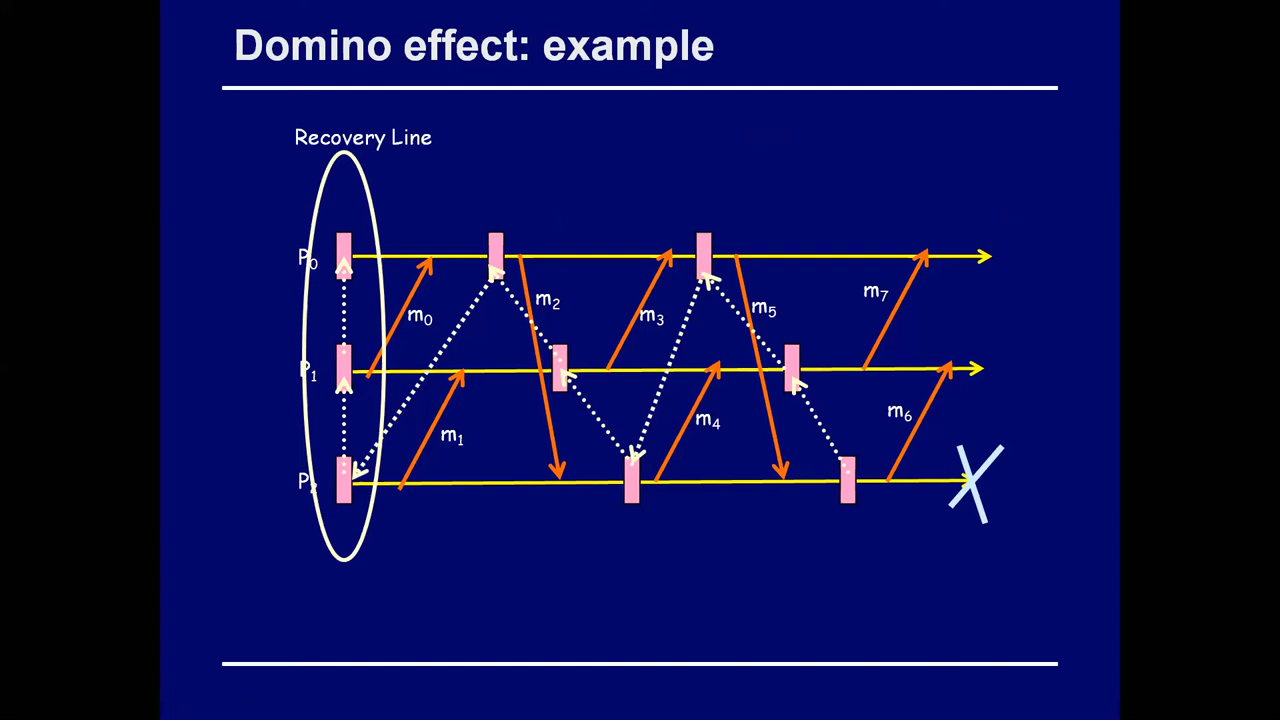 Domino effect: example
Recovery Line
P0
m0
m2
m3
m5
m7
P1
m1
m4
m6
P2